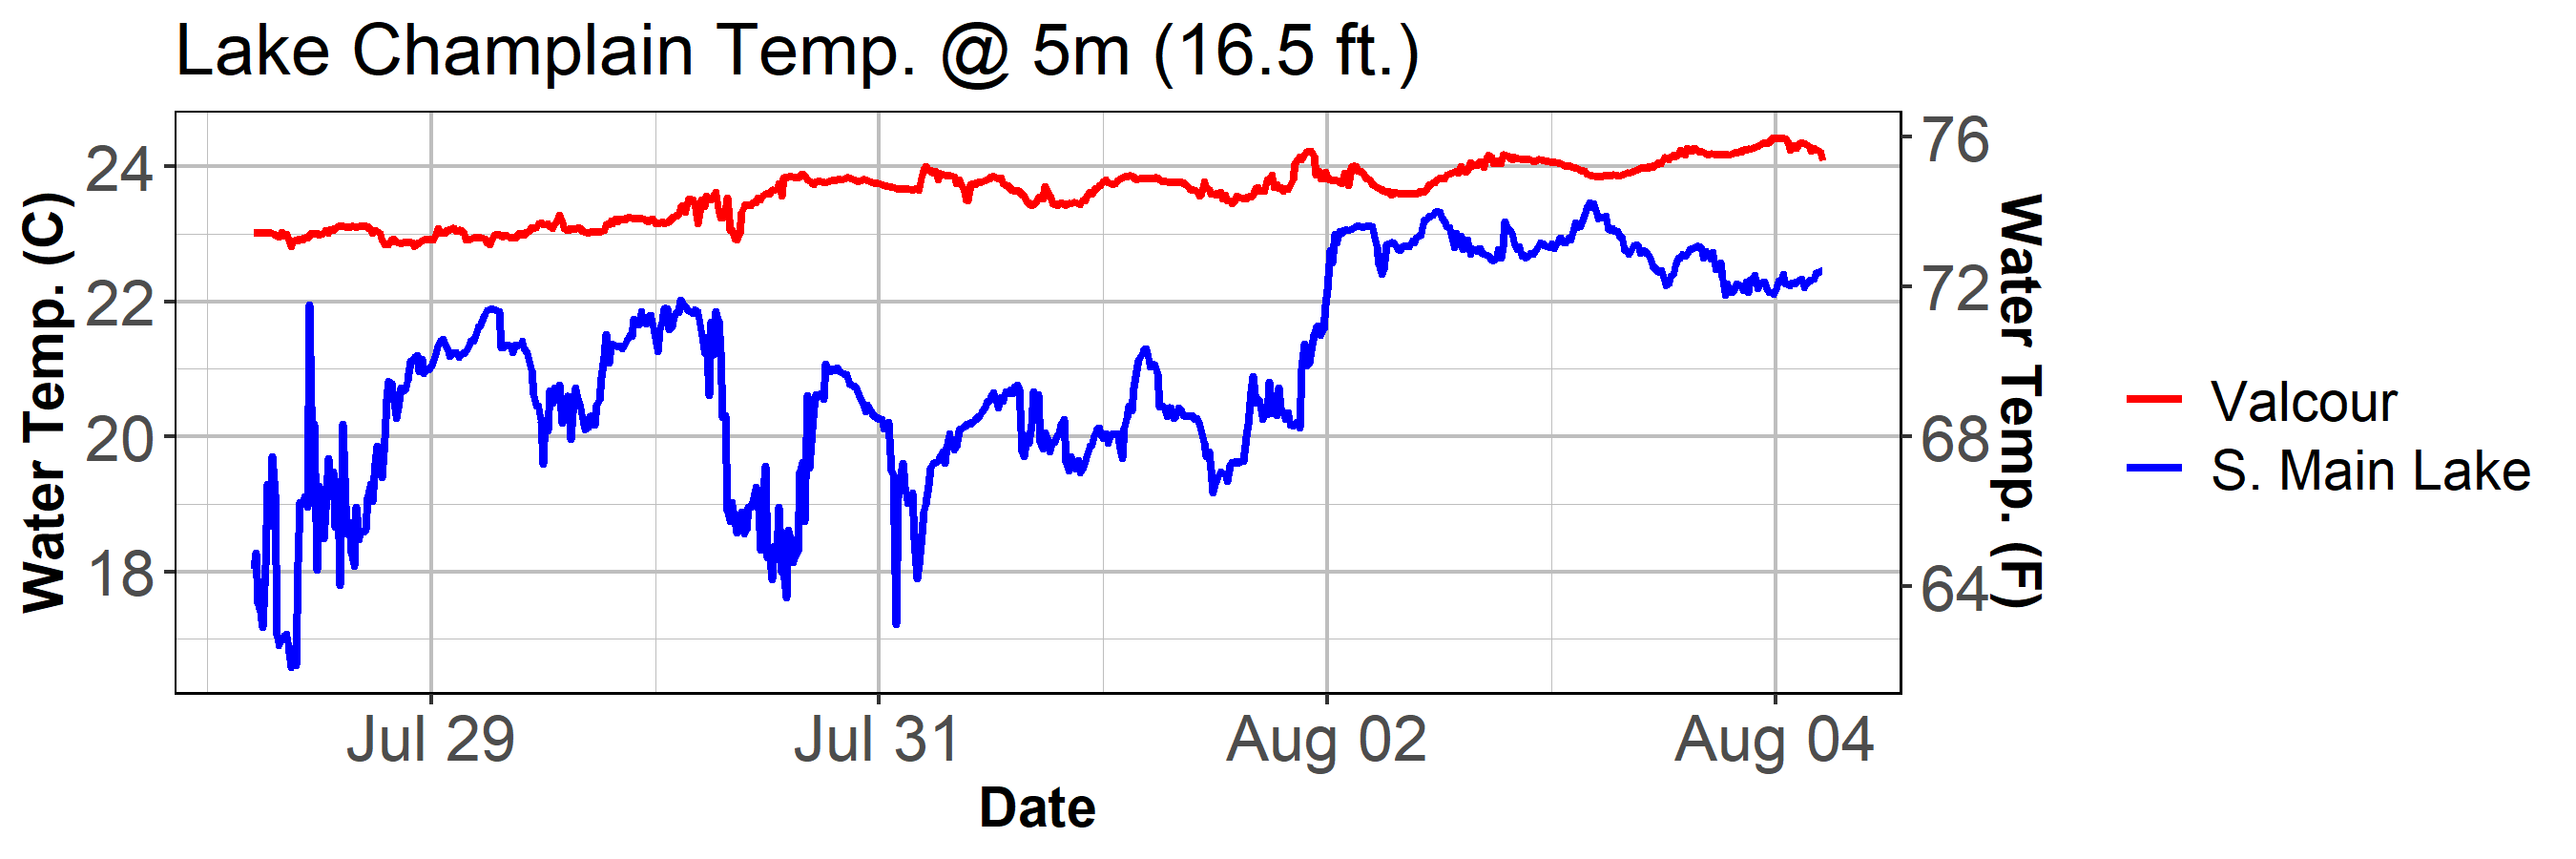 Lake Champlain Temp. @ 5m (16.5 ft.)
Water Temp. (C)
24
22
20
18
76
72
68
64
Water Temp. (F)
Jul 29
Jul 31
Aug 02
Aug 04
Date
Valcour
S. Main Lake